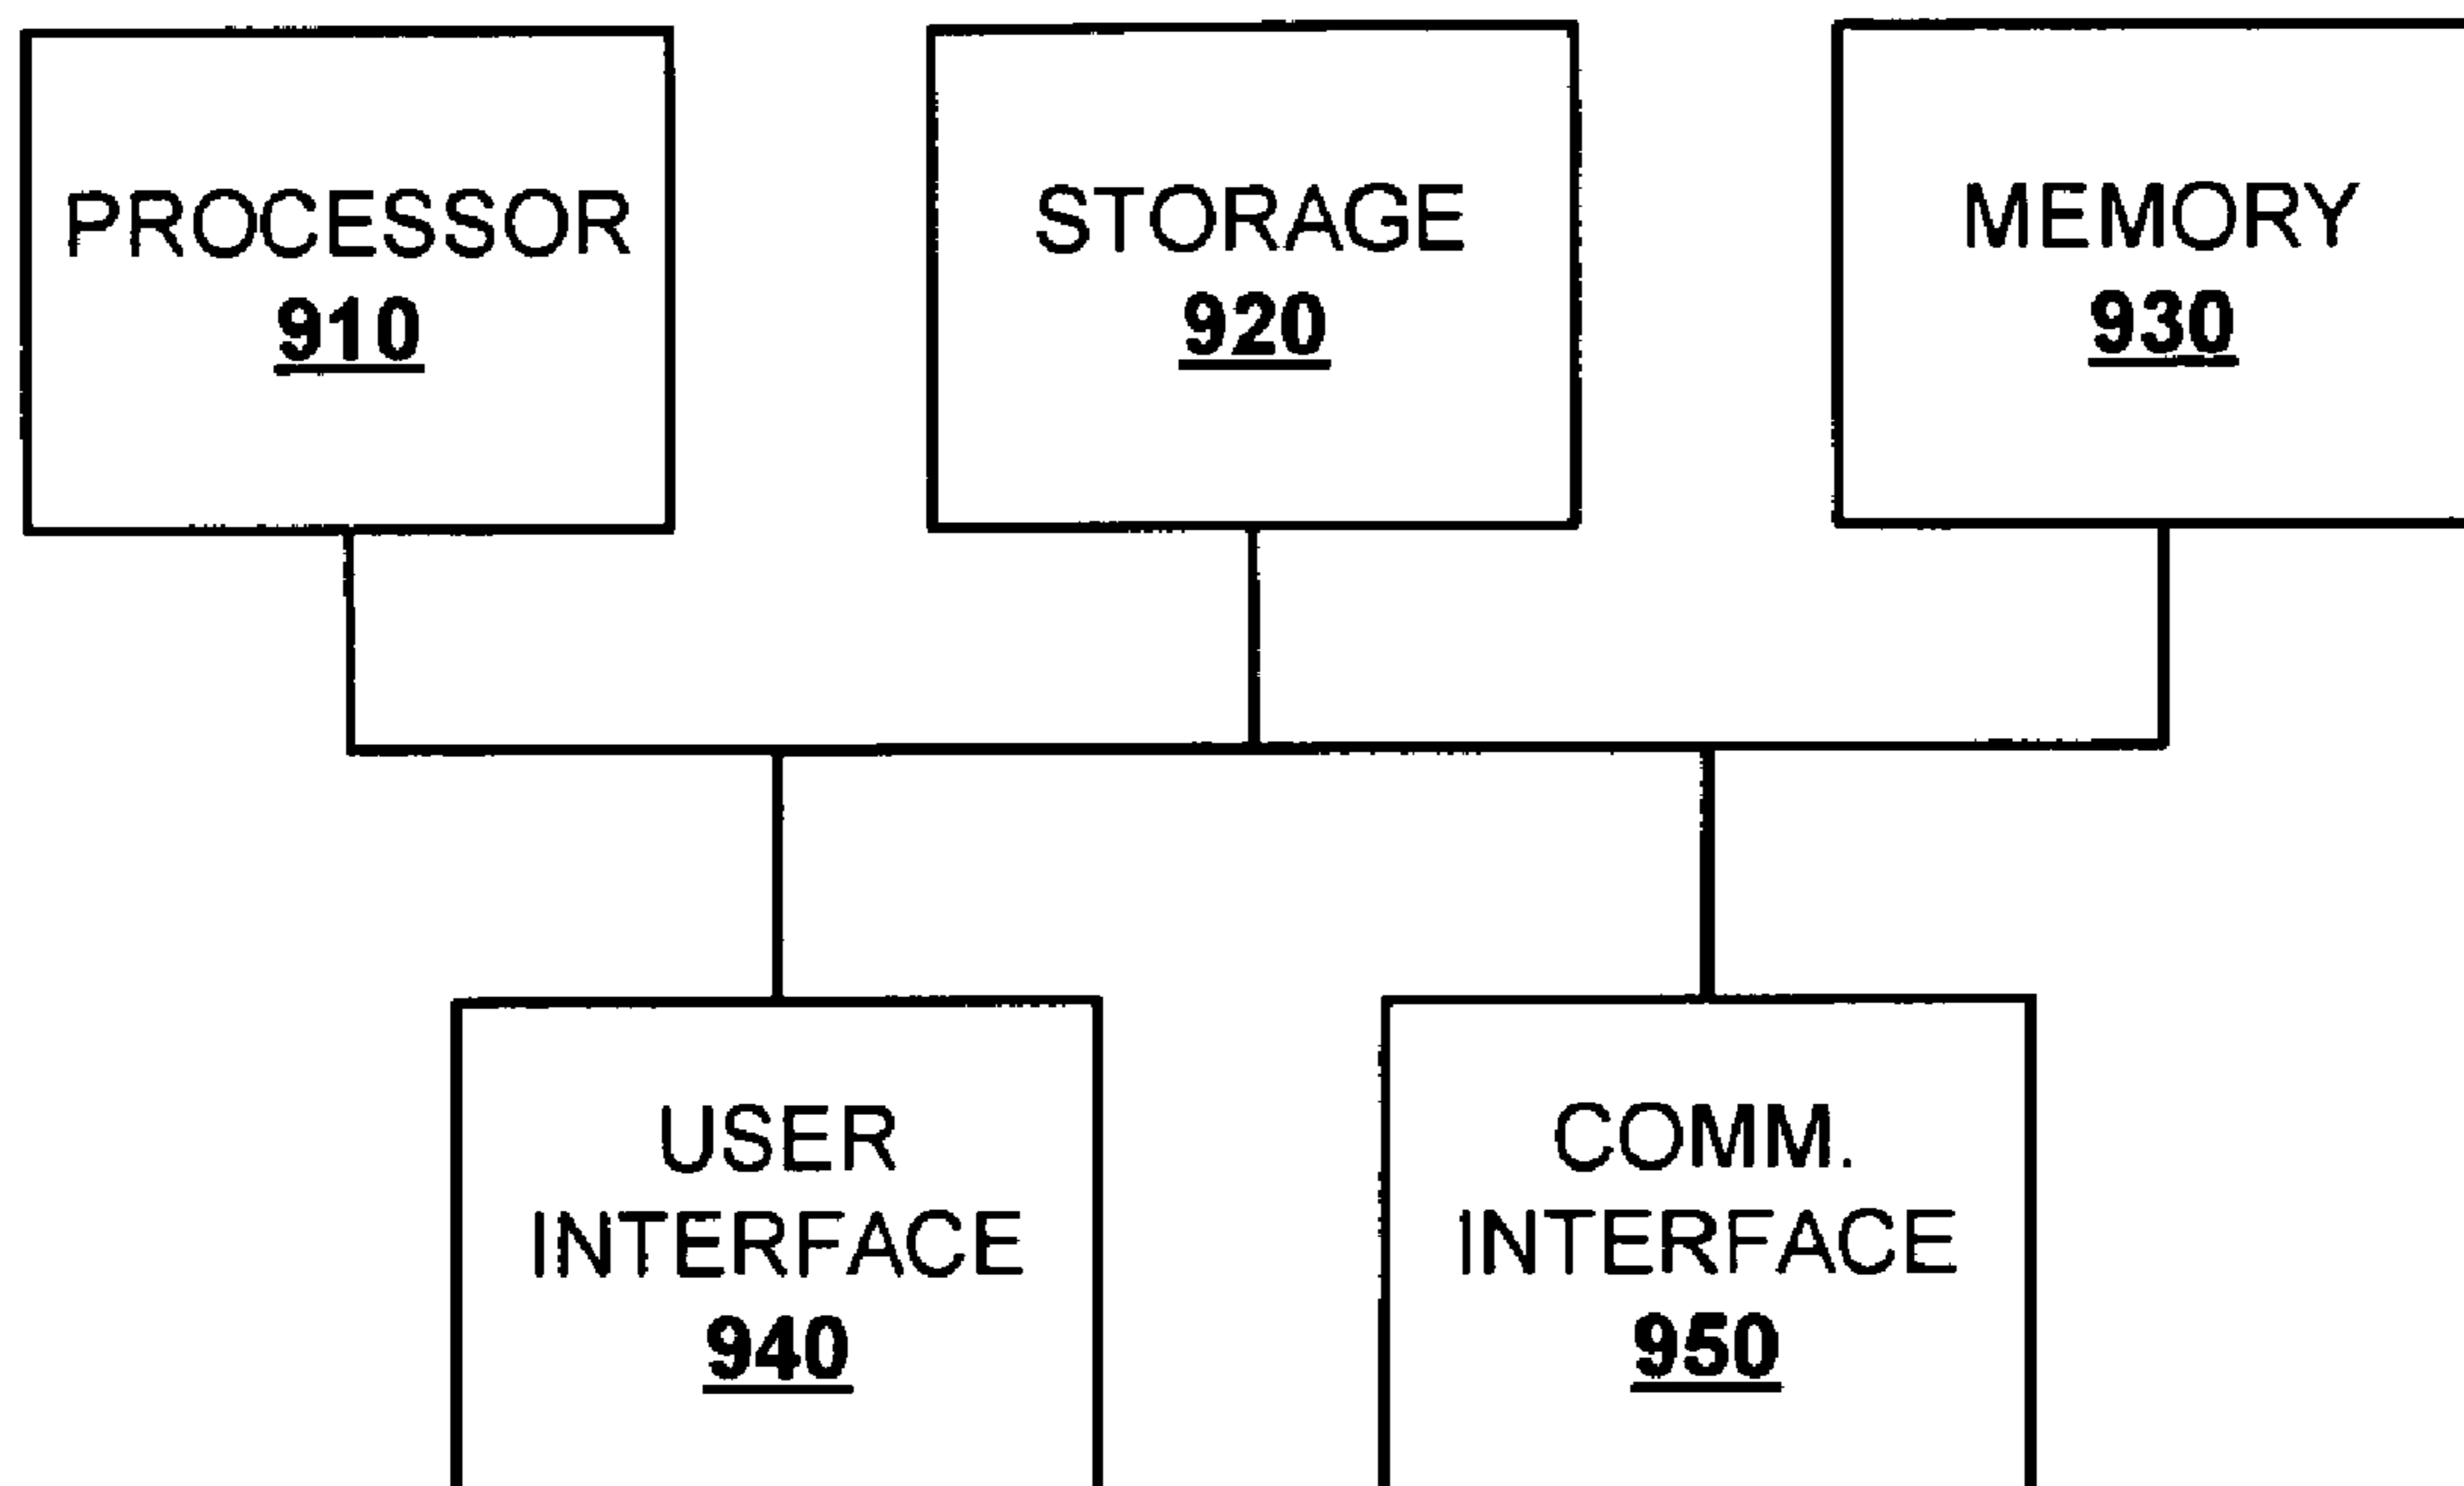 PROCESSOR
910
STORAGE
920
MEMORY
930
USER
INTERFACE
940
COMM.
INTERFACE
950